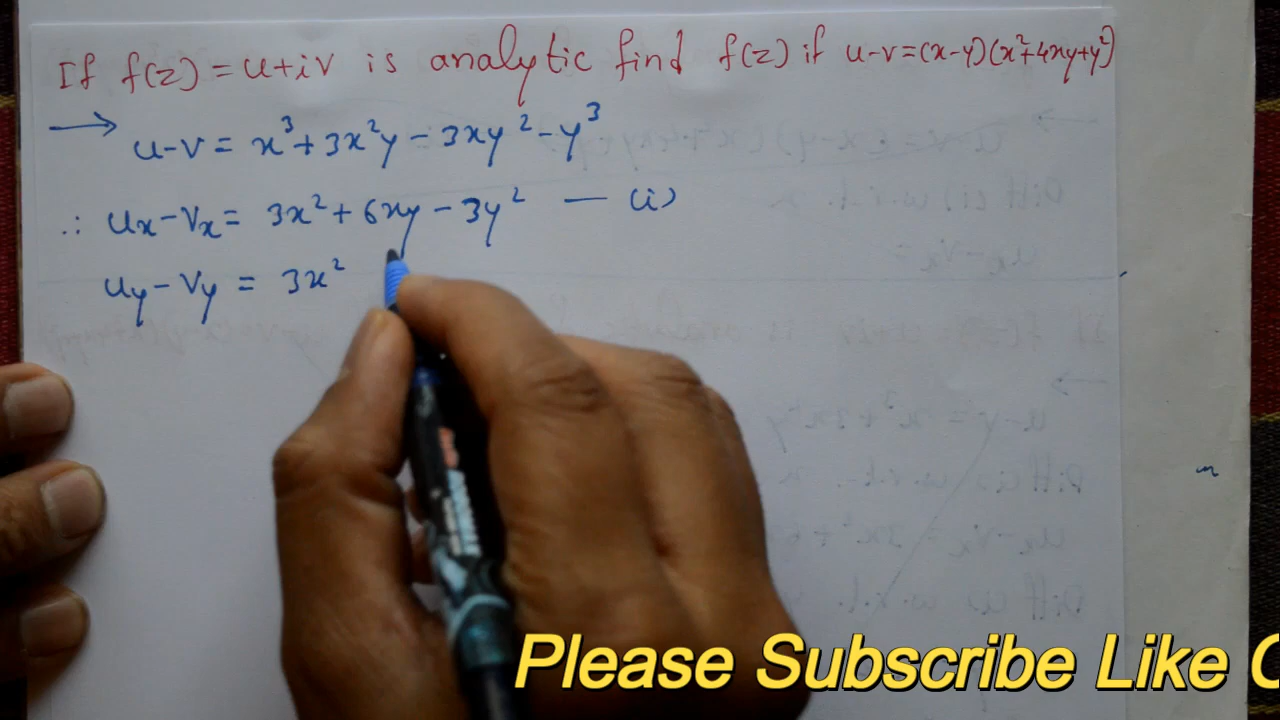 If f(z) = u+iv is analytic find f(z) if u-v=(x-y)(x²+4xy+y²)
→ u-v = x³+3x²y-3xy²-y³
∴ ux-vx = 3x²+6xy-3y² — (i)
uy-vy = 3x²
Please Subscribe Like C